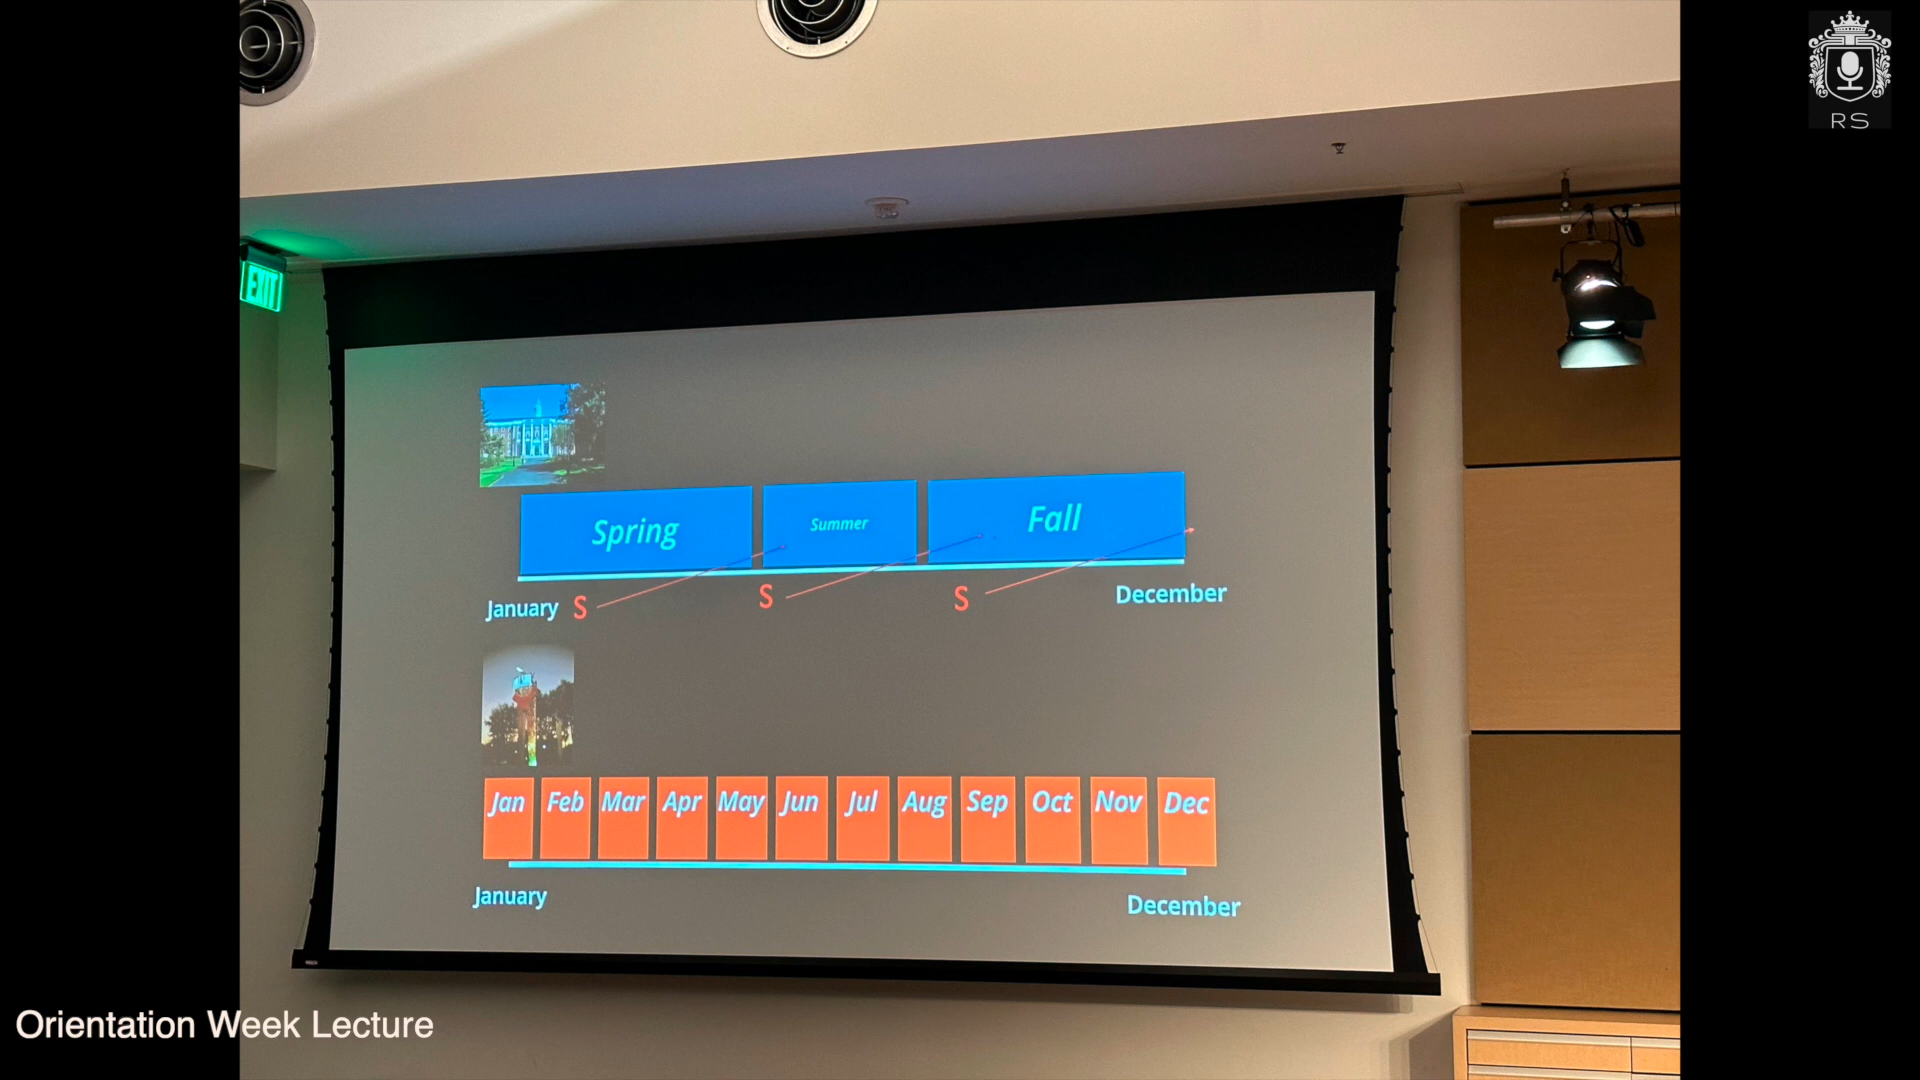 RS
EXIT
Spring Summer Fall
January S S S December
Jan Feb Mar Apr May Jun Jul Aug Sep Oct Nov Dec
January December
Orientation Week Lecture